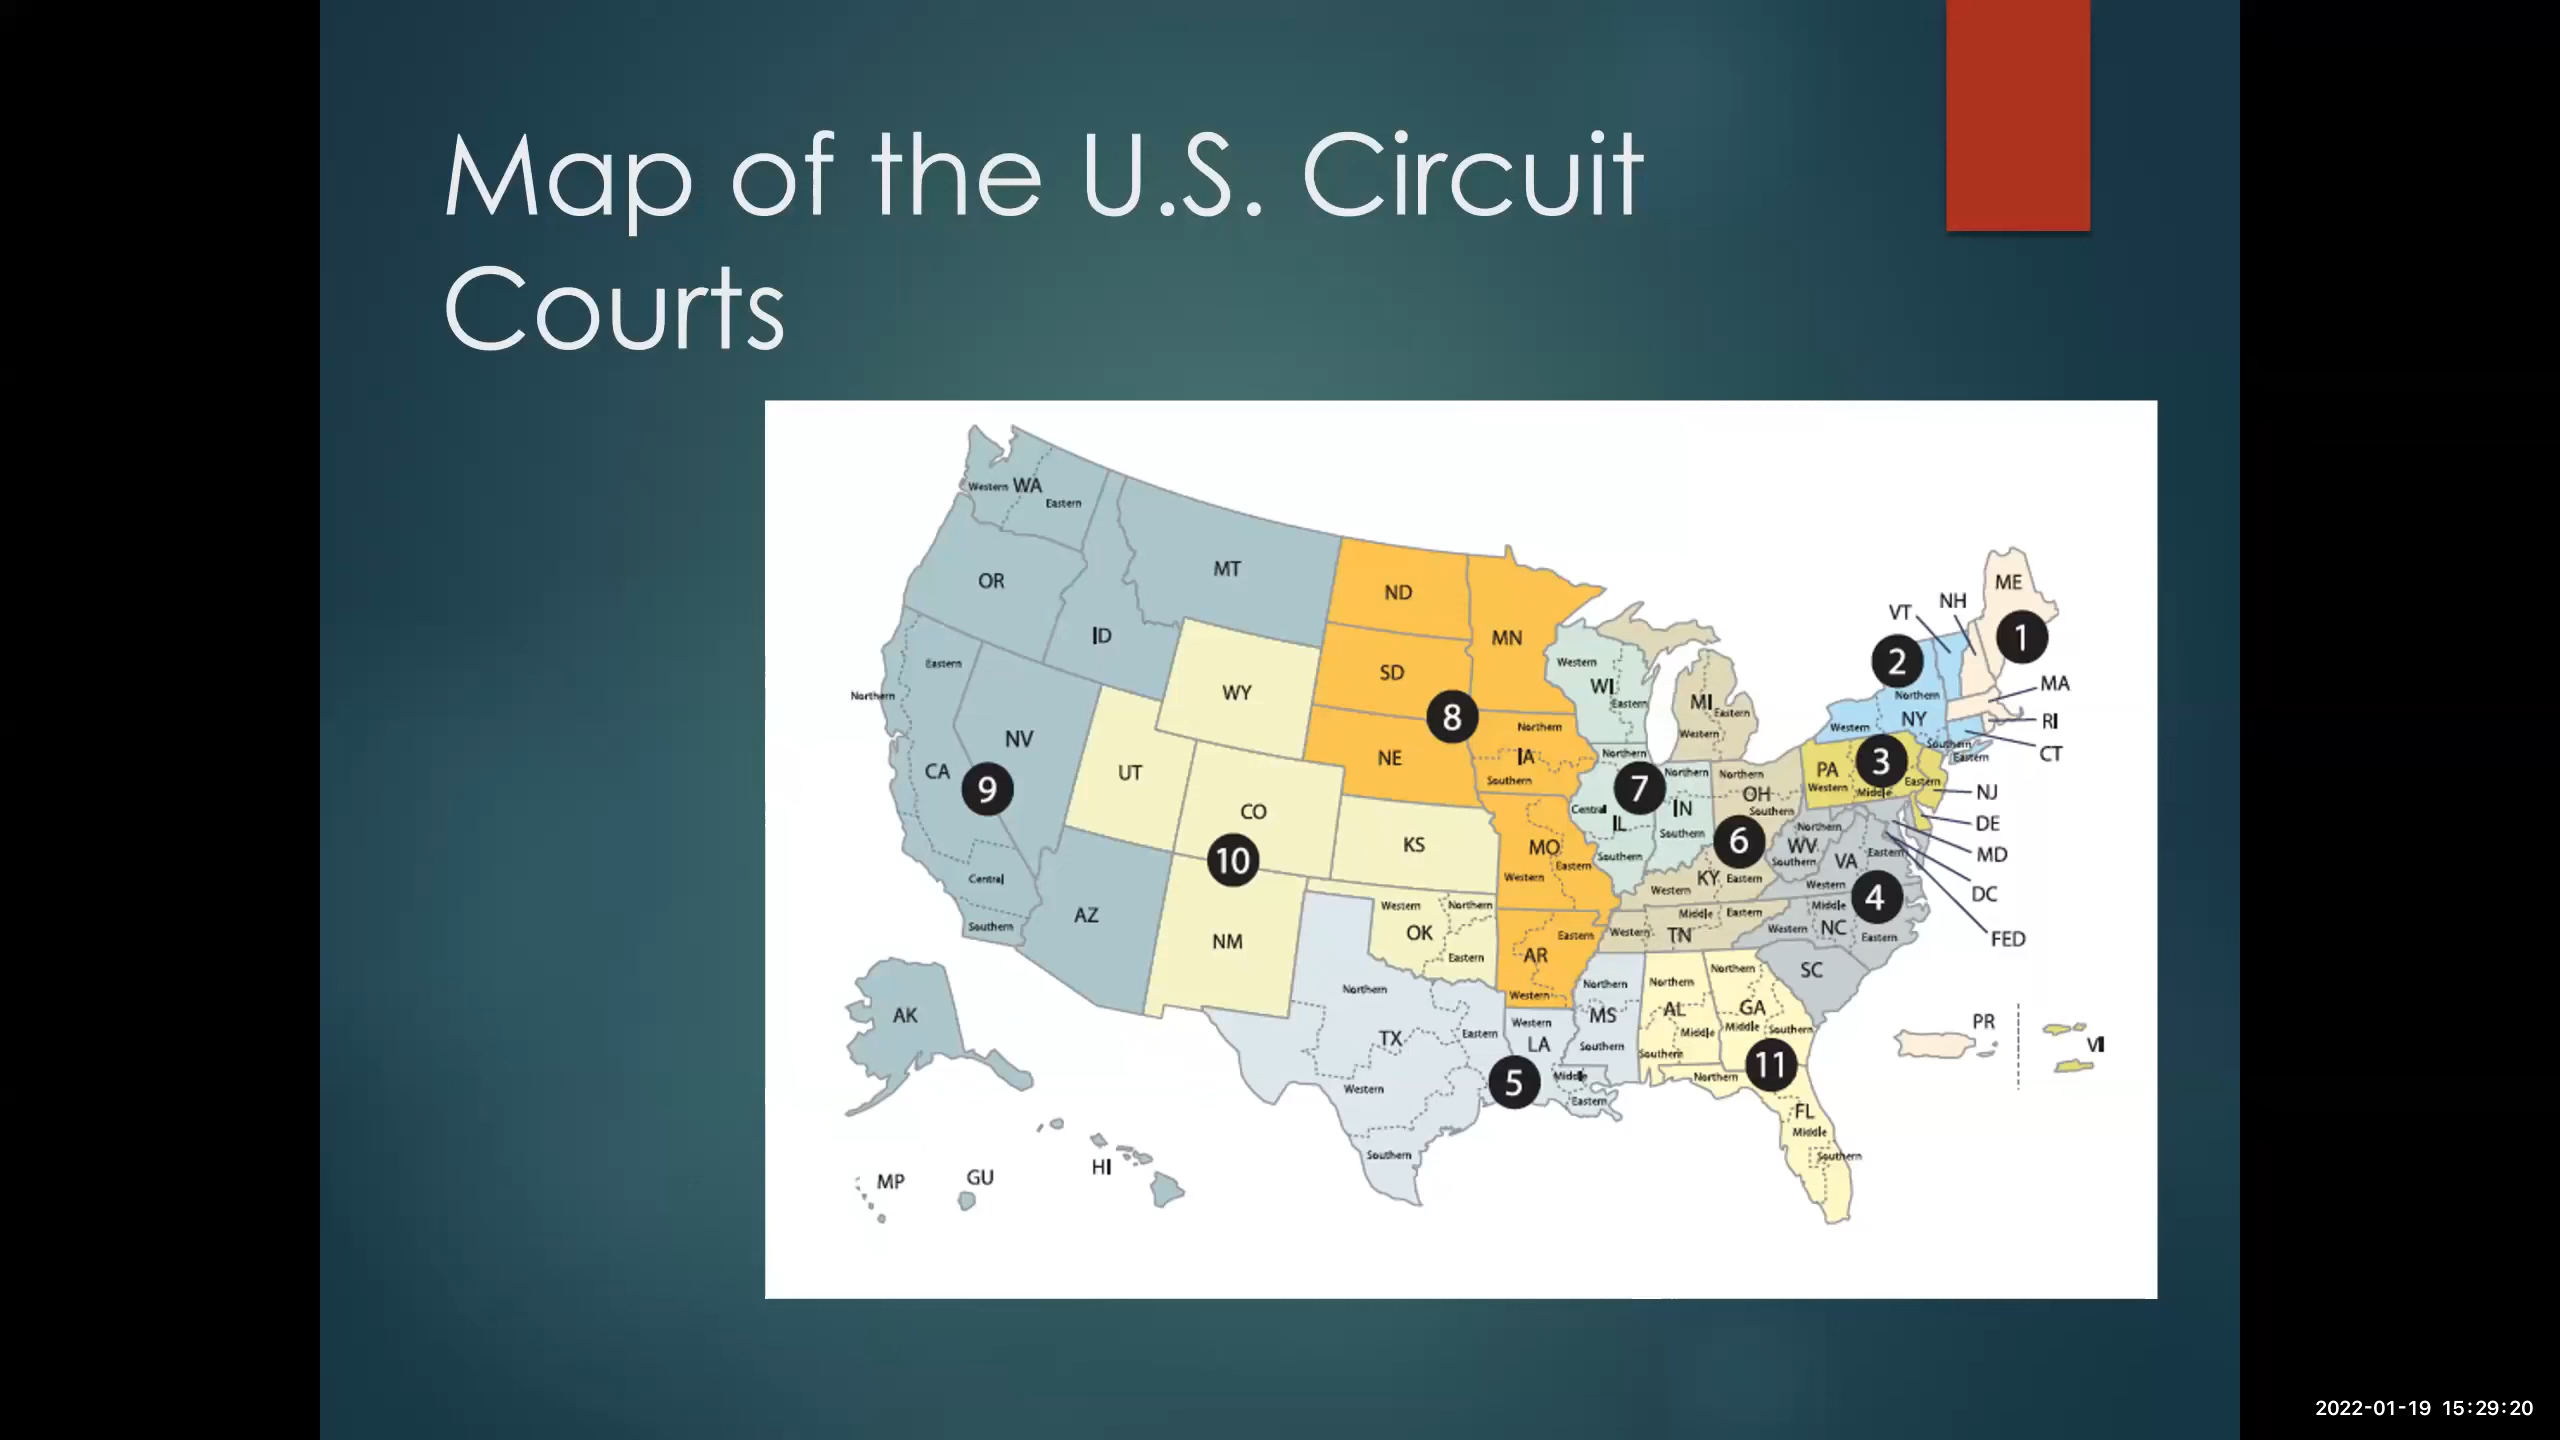 Map of the U.S. Circuit
Courts
Western WA
Eastern
MT
OR
ID
ND
MN
SD
8
NE
WY
Eastern
Northern
NV
CA
9
Central
Southern
UT
CO
10
KS
AZ
NM
Northern
IA
Southern
MO
Eastern
Western
Western
WI
Eastern
MI
Eastern
Western
Northern
7
Central
IL
Southern
Northern
IN
Southern
Northern
OH
Southern
6
KY
Western
Eastern
Middle
Eastern
Western
TN
ME
NH
VT
1
2
Northern
MA
NY
Western
RI
Southern
Eastern
CT
PA
3
Western
Middle
Eastern
NJ
DE
Northern
WV
Southern
VA
Eastern
MD
Western
DC
4
Middle
NC
Western
Eastern
FED
SC
Western
Northern
OK
Eastern
Eastern
AR
Western
Northern
TX
Eastern
Western
Southern
Western
LA
5
Middle
Eastern
Northern
MS
Southern
Northern
AL
Middle
Southern
Northern
GA
Middle
Southern
11
Northern
FL
Middle
Southern
PR
VI
AK
HI
MP
GU
2022-01-19 15:29:20